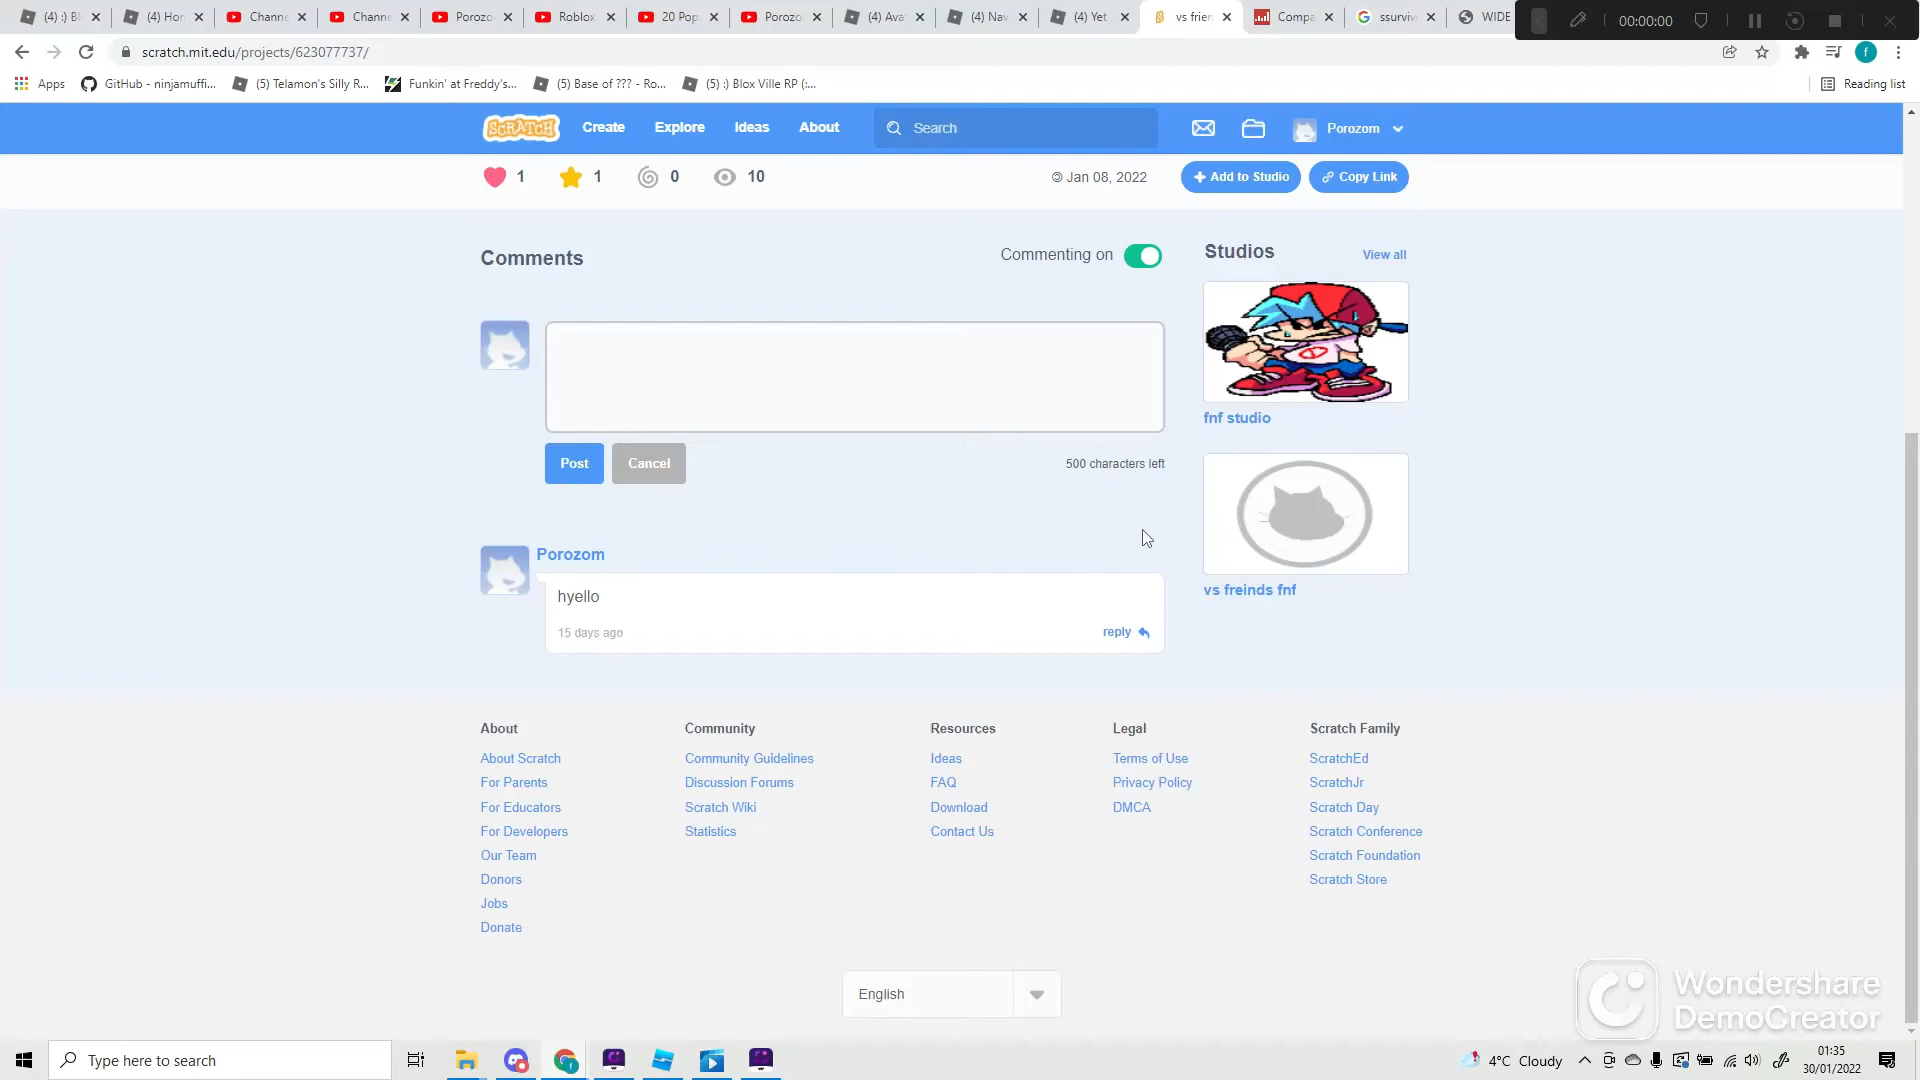 (4) :) Bl
(4) Hor
Channe
Channe
Porozo
Roblox
20 Pop
Porozo
(4) Ava
(4) Nav
(4) Yet
vs frien
Compa
ssurviv
WIDE
00:00:00
scratch.mit.edu/projects/623077737/
Apps
GitHub - ninjamuffi...
(5) Telamon's Silly R...
Funkin' at Freddy's...
(5) Base of ??? - Ro...
(5) :) Blox Ville RP (:...
Reading list
SCRATCH
Create
Explore
Ideas
About
Search
Porozom
1
1
0
10
© Jan 08, 2022
Add to Studio
Copy Link
Comments
Commenting on
Studios
View all
fnf studio
Post
Cancel
500 characters left
Porozom
hyello
15 days ago
reply
vs freinds fnf
About
Community
Resources
Legal
Scratch Family
About Scratch
Community Guidelines
Ideas
Terms of Use
ScratchEd
For Parents
Discussion Forums
FAQ
Privacy Policy
ScratchJr
For Educators
Scratch Wiki
Download
DMCA
Scratch Day
For Developers
Statistics
Contact Us
Scratch Conference
Our Team
Scratch Foundation
Donors
Scratch Store
Jobs
Donate
English
Wondershare
DemoCreator
Type here to search
4°C Cloudy
01:35
30/01/2022